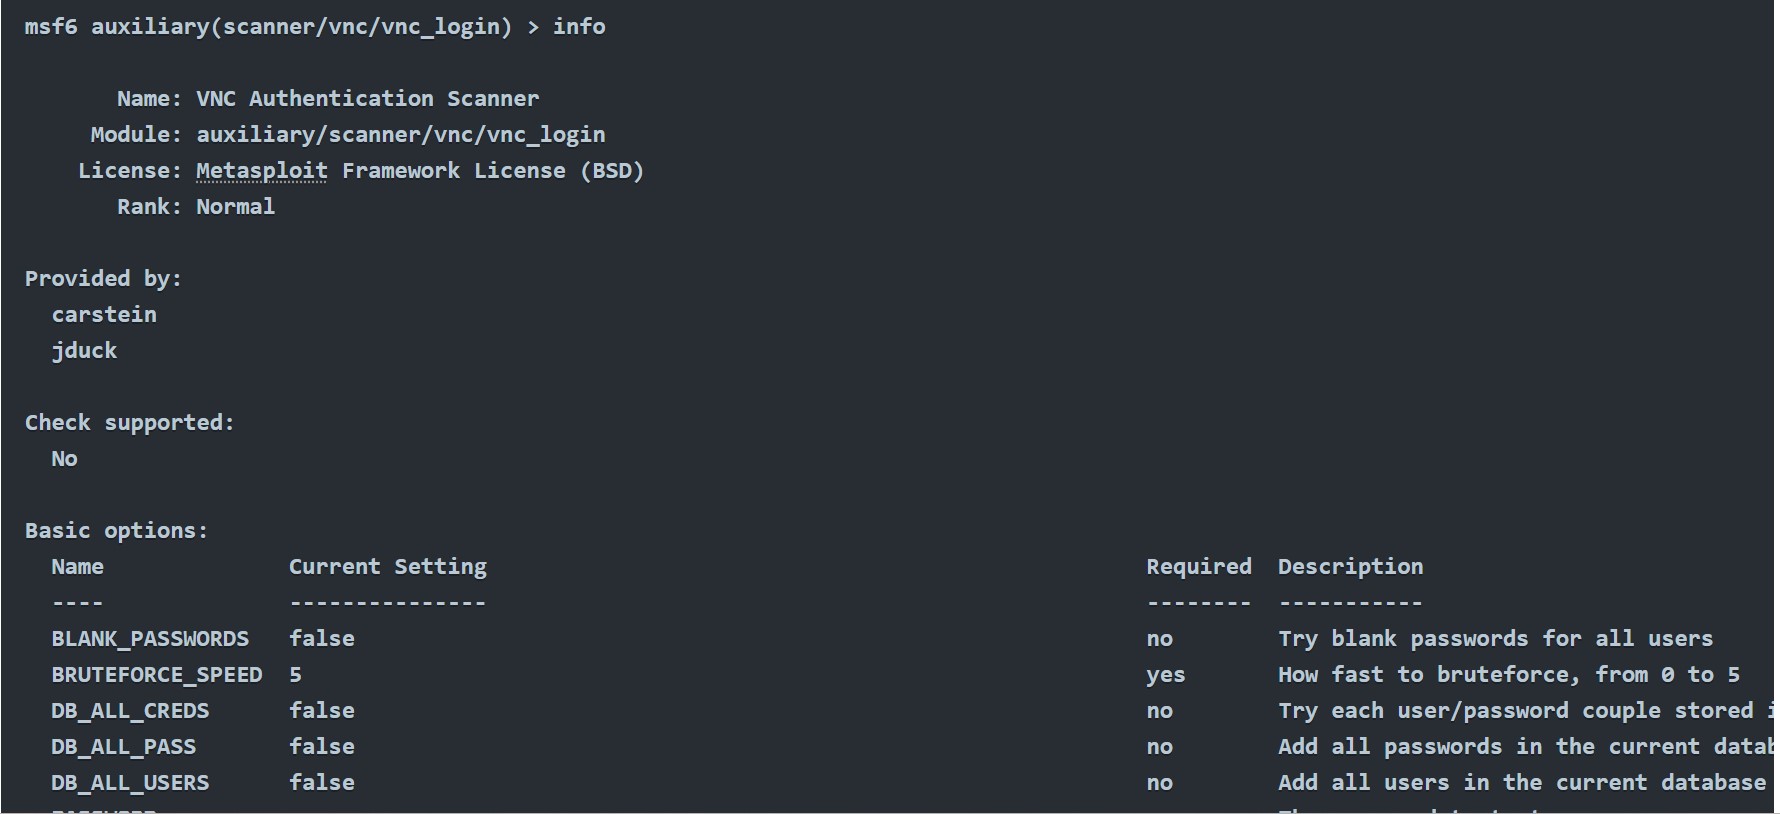 msf6 auxiliary(scanner/vnc/vnc_login) > info
Name: VNC Authentication Scanner
Module: auxiliary/scanner/vnc/vnc_login
License: Metasploit Framework License (BSD)
Rank: Normal
Provided by:
carstein
jduck
Check supported:
No
Basic options:
Name Current Setting Required Description
---- --------------- -------- -----------
BLANK_PASSWORDS false no Try blank passwords for all users
BRUTEFORCE_SPEED 5 yes How fast to bruteforce, from 0 to 5
DB_ALL_CREDS false no Try each user/password couple stored
DB_ALL_PASS false no Add all passwords in the current
DB_ALL_USERS false no Add all users in the current database